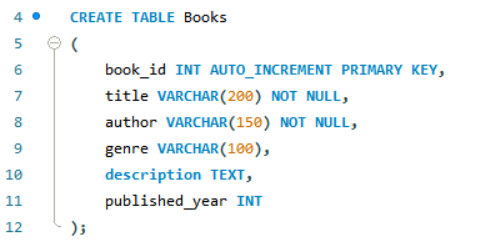 4 CREATE TABLE Books
5 (
6 book_id INT AUTO_INCREMENT PRIMARY KEY,
7 title VARCHAR(200) NOT NULL,
8 author VARCHAR(150) NOT NULL,
9 genre VARCHAR(100),
10 description TEXT,
11 published_year INT
12 );